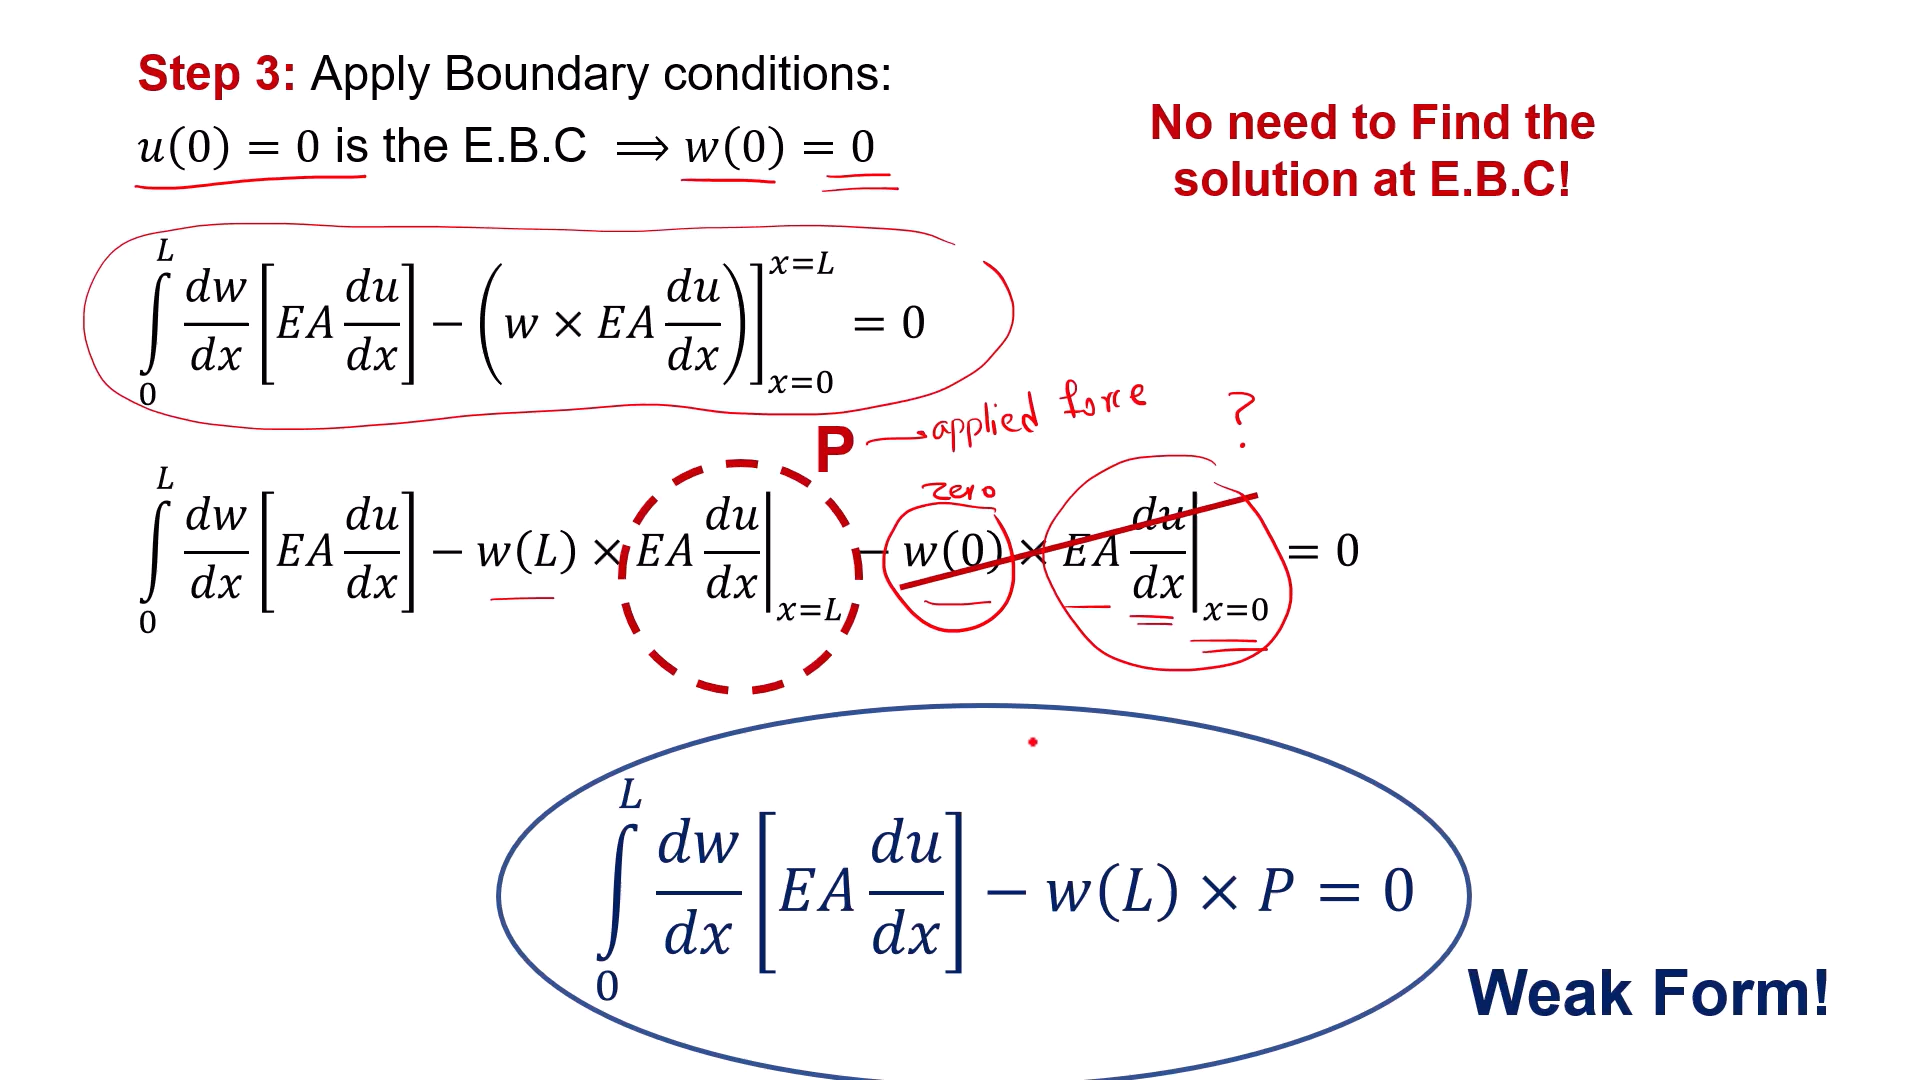 Step 3: Apply Boundary conditions:
u(0) = 0 is the E.B.C ⟹ w(0) = 0
No need to Find the
solution at E.B.C!
∫₀ᴸ dw/dx [EA du/dx] − (w × EA du/dx)]ₓ₌₀ˣ⁼ᴸ = 0
P → applied force
?
zero
∫₀ᴸ dw/dx [EA du/dx] − w(L) × EA du/dx|x=L − w(0) × EA du/dx|x=0 = 0
∫₀ᴸ dw/dx [EA du/dx] − w(L) × P = 0
Weak Form!